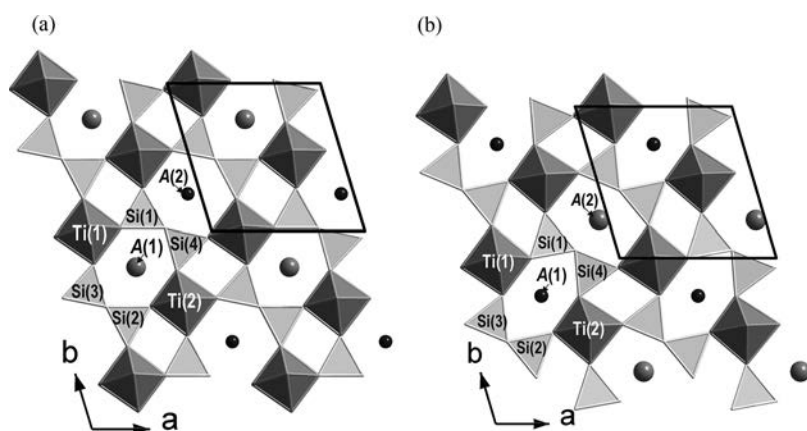 (a)
A(2)
Si(1)
Ti(1)
Si(4)
A(1)
Si(3)
Si(2)
Ti(2)
b
a
(b)
A(2)
Si(1)
Ti(1)
Si(4)
A(1)
Si(3)
Ti(2)
Si(2)
b
a